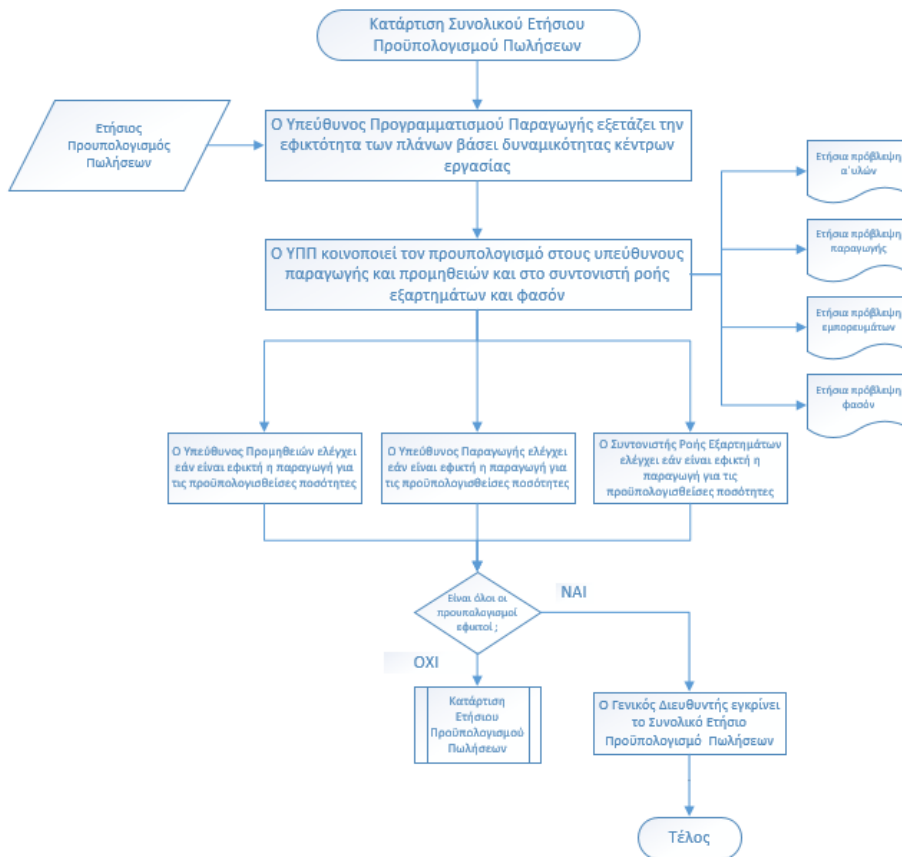 Κατάρτιση Συνολικού Ετήσιου
Προϋπολογισμού Πωλήσεων
Ετήσιος
Προυπολογισμός
Πωλήσεων
Ο Υπεύθυνος Προγραμματισμού Παραγωγής εξετάζει την
εφικτότητα των πλάνων βάσει δυναμικότητας κέντρων
εργασίας
Ετήσια πρόβλεψη
α΄υλών
Ο ΥΠΠ κοινοποιεί τον προυπολογισμό στους υπεύθυνους
παραγωγής και προμηθειών και στο συντονιστή ροής
εξαρτημάτων και φασόν
Ετήσια πρόβλεψη
παραγωγής
Ετήσια πρόβλεψη
εμπορευμάτων
Ετήσια πρόβλεψη
φασόν
Ο Υπεύθυνος Προμηθειών ελέγχει
εάν είναι εφικτή η παραγωγή για
τις προϋπολογισθείσες ποσότητες
Ο Υπεύθυνος Παραγωγής ελέγχει
εάν είναι εφικτή η παραγωγή για
τις προϋπολογισθείσες ποσότητες
Ο Συντονιστής Ροής Εξαρτημάτων
ελέγχει εάν είναι εφικτή η
παραγωγή για τις
προϋπολογισθείσες ποσότητες
Είναι όλοι οι
προυπολογισμοί
εφικτοί ;
ΝΑΙ
ΟΧΙ
Κατάρτιση
Ετήσιου
Προϋπολογισμού
Πωλήσεων
Ο Γενικός Διευθυντής εγκρίνει
το Συνολικό Ετήσιο
Προϋπολογισμό Πωλήσεων
Τέλος